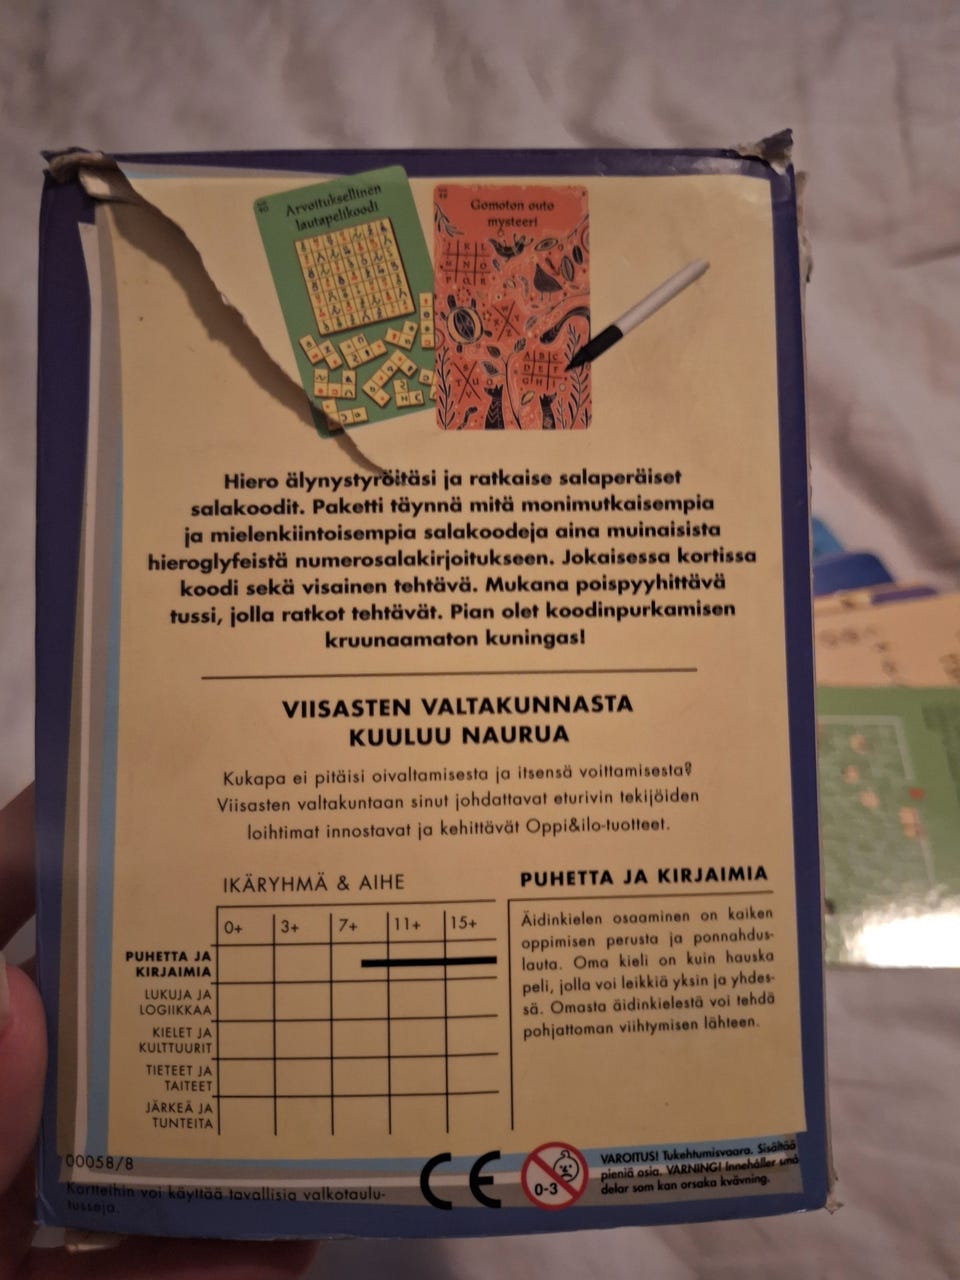 Arvoituksellinen
lautapelikoodi
Gomoton outo
mysteeri
A B C
D E F
G H I
Hiero älynystyröitäsi ja ratkaise salaperäiset
salakoodit. Paketti täynnä mitä monimutkaisempia
ja mielenkiintoisempia salakoodeja aina muinaisista
hieroglyfeistä numerosalakirjoitukseen. Jokaisessa kortissa
koodi sekä visainen tehtävä. Mukana poispyyhittävä
tussi, jolla ratkot tehtävät. Pian olet koodinpurkamisen
kruunaamaton kuningas!
VIISASTEN VALTAKUNNASTA
KUULUU NAURUA
Kukapa ei pitäisi oivaltamisesta ja itsensä voittamisesta?
Viisasten valtakuntaan sinut johdattavat eturivin tekijöiden
loihtimat innostavat ja kehittävät Oppi&ilo-tuotteet.
IKÄRYHMÄ & AIHE
0+ 3+ 7+ 11+ 15+
PUHETTA JA
KIRJAIMIA
LUKUJA JA
LOGIIKKAA
KIELET JA
KULTTUURIT
TIETEET JA
TAITEET
JÄRKEÄ JA
TUNTEITA
PUHETTA JA KIRJAIMIA
Äidinkielen osaaminen on kaiken
oppimisen perusta ja ponnahdus-
lauta. Oma kieli on kuin hauska
peli, jolla voi leikkiä yksin ja yhdes-
sä. Omasta äidinkielestä voi tehdä
pohjattoman viihtymisen lähteen.
00058/8
Kortteihin voi käyttää tavallisia valkotaulu-
tusseja.
CE
0-3
VAROITUS! Tukehtumisvaara. Sisältää
pieniä osia. VARNING! Innehåller små
delar som kan orsaka kvävning.